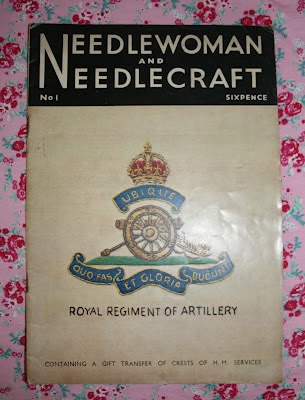 NEEDLEWOMAN
AND
NEEDLECRAFT
No 1 SIXPENCE
UBIQUE
QUO FAS ET GLORIA DUCUNT
ROYAL REGIMENT OF ARTILLERY
CONTAINING A GIFT TRANSFER OF CRESTS OF H. M. SERVICES